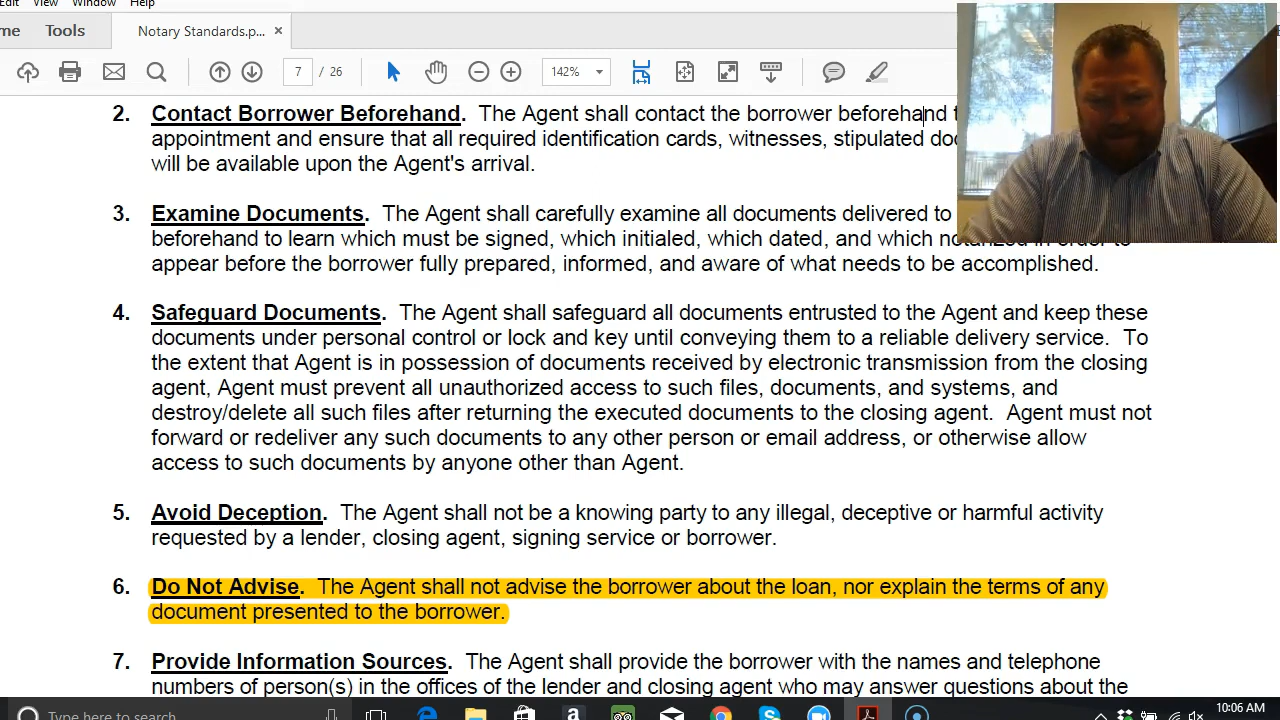 Edit View Window Help
me Tools Notary Standards.p... ×
7 / 26 142%
2. Contact Borrower Beforehand. The Agent shall contact the borrower beforehand
appointment and ensure that all required identification cards, witnesses, stipulated
will be available upon the Agent's arrival.
3. Examine Documents. The Agent shall carefully examine all documents delivered to
beforehand to learn which must be signed, which initialed, which dated, and which notarized in order to
appear before the borrower fully prepared, informed, and aware of what needs to be accomplished.
4. Safeguard Documents. The Agent shall safeguard all documents entrusted to the Agent and keep these
documents under personal control or lock and key until conveying them to a reliable delivery service. To
the extent that Agent is in possession of documents received by electronic transmission from the closing
agent, Agent must prevent all unauthorized access to such files, documents, and systems, and
destroy/delete all such files after returning the executed documents to the closing agent. Agent must not
forward or redeliver any such documents to any other person or email address, or otherwise allow
access to such documents by anyone other than Agent.
5. Avoid Deception. The Agent shall not be a knowing party to any illegal, deceptive or harmful activity
requested by a lender, closing agent, signing service or borrower.
6. Do Not Advise. The Agent shall not advise the borrower about the loan, nor explain the terms of any
document presented to the borrower.
7. Provide Information Sources. The Agent shall provide the borrower with the names and telephone
numbers of person(s) in the offices of the lender and closing agent who may answer questions about the
Type here to search 10:06 AM